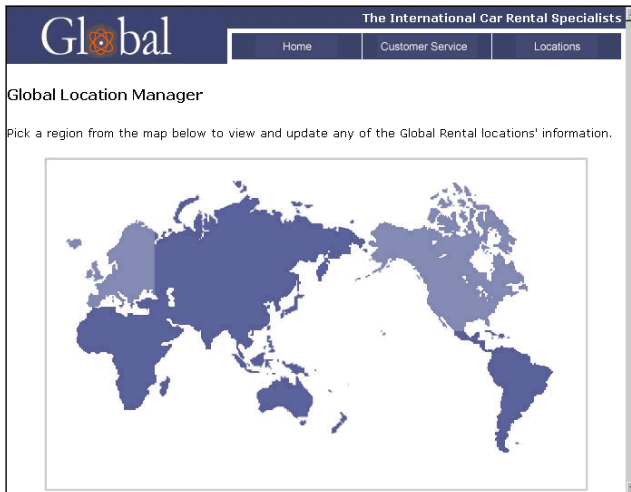 The International Car Rental Specialists
Global
Home Customer Service Locations
Global Location Manager
Pick a region from the map below to view and update any of the Global Rental locations' information.